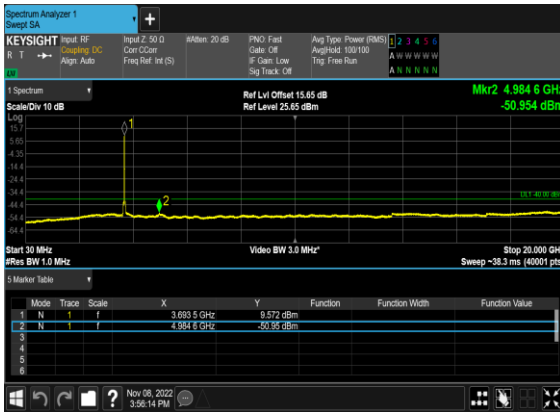 Spectrum Analyzer 1
Swept SA
+
KEYSIGHT
R T
LW
Input: RF
Coupling: DC
Align: Auto
Input Z: 50 Ω
Corr CCorr
Freq Ref: Int (S)
#Atten: 20 dB
PNO: Fast
Gate: Off
IF Gain: Low
Sig Track: Off
Avg Type: Power (RMS)
Avg|Hold: 100/100
Trig: Free Run
1 2 3 4 5 6
A W W W W W
A N N N N N
1 Spectrum
Scale/Div 10 dB
Ref Lvl Offset 15.65 dB
Ref Level 25.65 dBm
Mkr2 4.984 6 GHz
-50.954 dBm
Log
15.7
5.65
-4.35
-14.4
-24.4
-34.4
-44.4
-54.4
-64.4
1
2
DL1 -40.00 dBm
Start 30 MHz
#Res BW 1.0 MHz
Video BW 3.0 MHz*
Stop 20.000 GH
Sweep ~38.3 ms (40001 pts
5 Marker Table
Mode Trace Scale X Y Function Function Width Function Value
1 N 1 f 3.693 5 GHz 9.572 dBm
2 N 1 f 4.984 6 GHz -50.95 dBm
3
4
5
6
?
Nov 08, 2022
3:56:14 PM